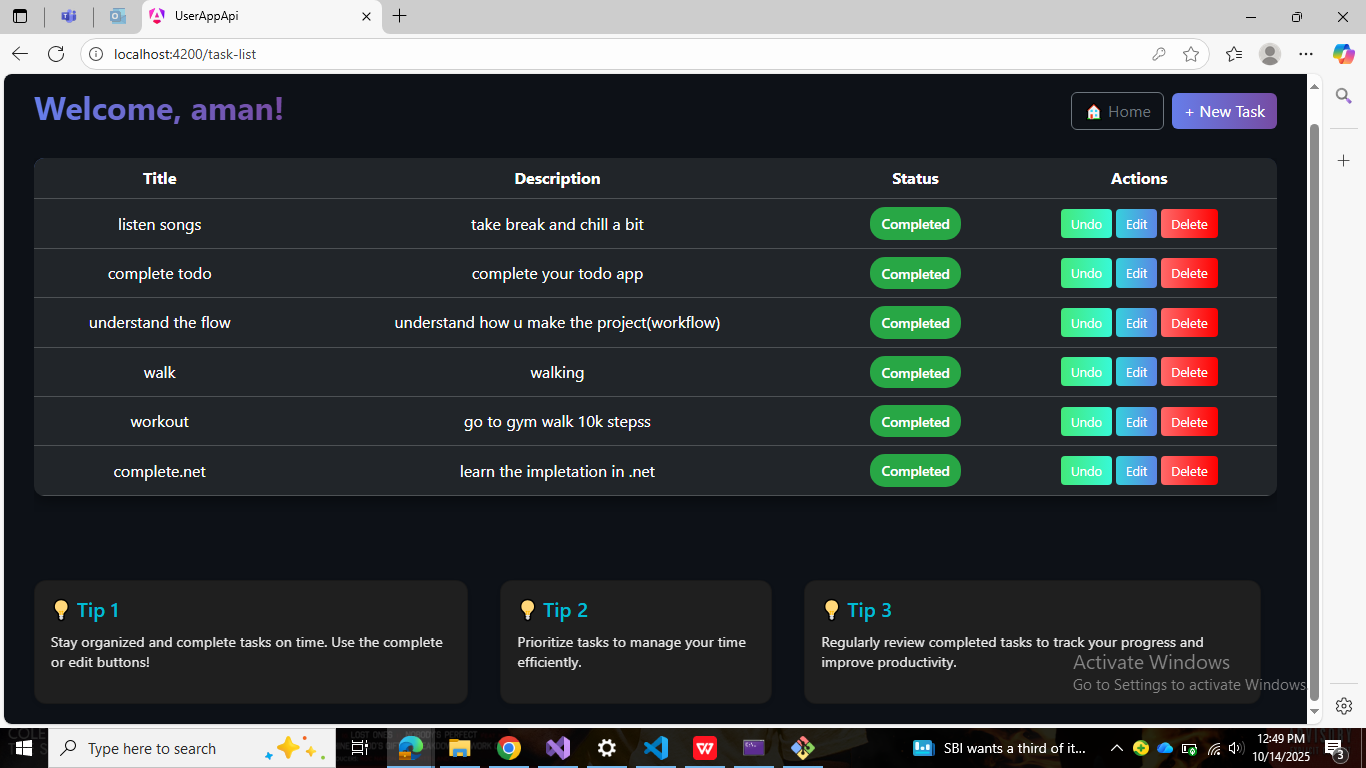 UserAppApi
localhost:4200/task-list
Welcome, aman!
Home
+ New Task
Title Description Status Actions
listen songs take break and chill a bit Completed Undo Edit Delete
complete todo complete your todo app Completed Undo Edit Delete
understand the flow understand how u make the project(workflow) Completed Undo Edit Delete
walk walking Completed Undo Edit Delete
workout go to gym walk 10k stepss Completed Undo Edit Delete
complete.net learn the impletation in .net Completed Undo Edit Delete
Tip 1
Stay organized and complete tasks on time. Use the complete
or edit buttons!
Tip 2
Prioritize tasks to manage your time
efficiently.
Tip 3
Regularly review completed tasks to track your progress and
improve productivity.
Activate Windows
Go to Settings to activate Windows.
Type here to search
SBI wants a third of it...
12:49 PM
10/14/2025
3